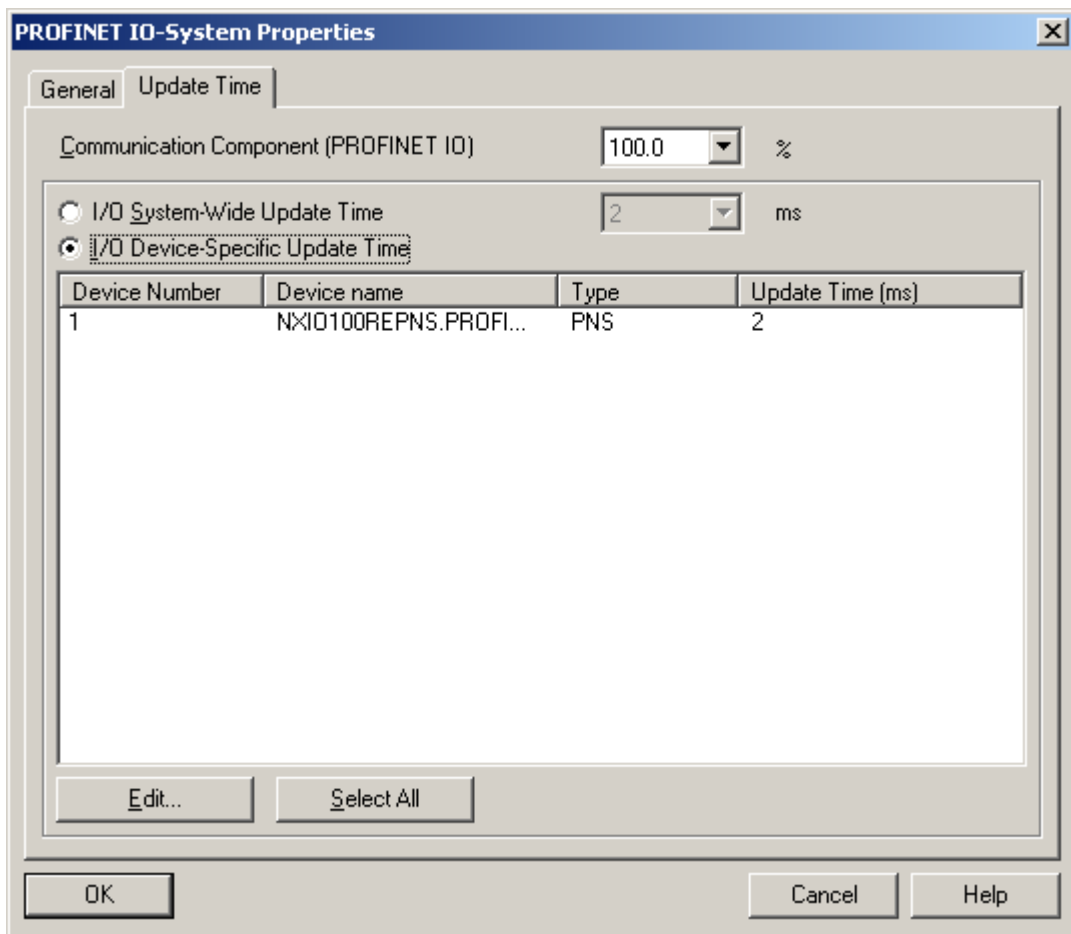 PROFINET IO-System Properties
General Update Time
Communication Component (PROFINET IO) 100.0 %
I/O System-Wide Update Time 2 ms
I/O Device-Specific Update Time
Device Number Device name Type Update Time (ms)
1 NXIO100REPNS.PROFI... PNS 2
Edit... Select All
OK Cancel Help